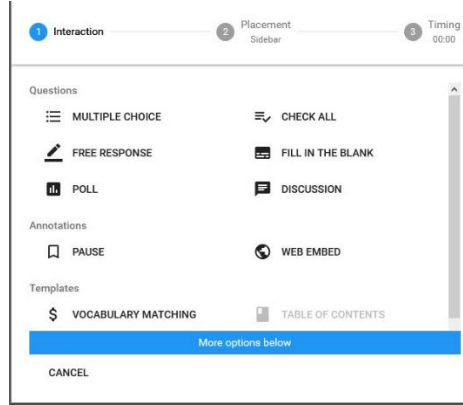 1 Interaction
2 Placement
Sidebar
3 Timing
00:00
Questions
MULTIPLE CHOICE
CHECK ALL
FREE RESPONSE
FILL IN THE BLANK
POLL
DISCUSSION
Annotations
PAUSE
WEB EMBED
Templates
$ VOCABULARY MATCHING
TABLE OF CONTENTS
More options below
CANCEL